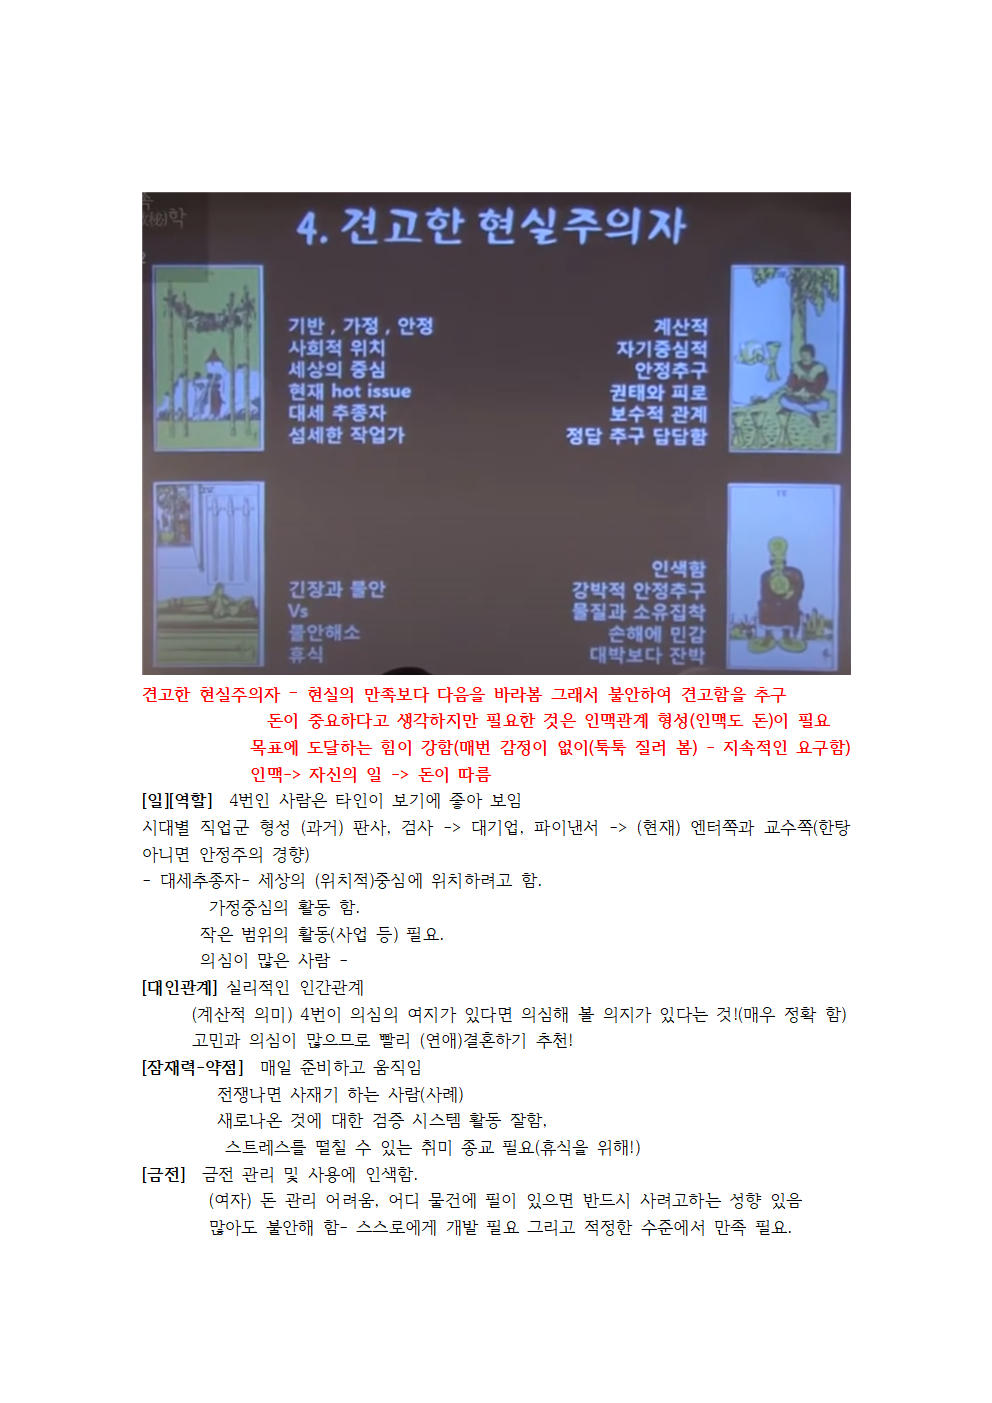 학
2
4. 견고한 현실주의자
기반 , 가정 , 안정
사회적 위치
세상의 중심
현재 hot issue
대세 추종자
섬세한 작업가
계산적
자기중심적
안정추구
권태와 피로
보수적 관계
정답 추구 답답함
긴장과 불안
Vs
불안해소
휴식
인색함
강박적 안정추구
물질과 소유집착
손해에 민감
대박보다 잔박
견고한 현실주의자 - 현실의 만족보다 다음을 바라봄 그래서 불안하여 견고함을 추구
돈이 중요하다고 생각하지만 필요한 것은 인맥관계 형성(인맥도 돈)이 필요
목표에 도달하는 힘이 강함(매번 감정이 없이(툭툭 질러 봄) - 지속적인 요구함)
인맥-> 자신의 일 -> 돈이 따름
[일][역할] 4번인 사람은 타인이 보기에 좋아 보임
시대별 직업군 형성 (과거) 판사, 검사 -> 대기업, 파이낸서 -> (현재) 엔터쪽과 교수쪽(한탕
아니면 안정주의 경향)
- 대세추종자- 세상의 (위치적)중심에 위치하려고 함.
가정중심의 활동 함.
작은 범위의 활동(사업 등) 필요.
의심이 많은 사람 -
[대인관계] 실리적인 인간관계
(계산적 의미) 4번이 의심의 여지가 있다면 의심해 볼 의지가 있다는 것!(매우 정확 함)
고민과 의심이 많으므로 빨리 (연애)결혼하기 추천!
[잠재력-약점] 매일 준비하고 움직임
전쟁나면 사재기 하는 사람(사례)
새로나온 것에 대한 검증 시스템 활동 잘함,
스트레스를 떨칠 수 있는 취미 종교 필요(휴식을 위해!)
[금전] 금전 관리 및 사용에 인색함.
(여자) 돈 관리 어려움, 어디 물건에 필이 있으면 반드시 사려고하는 성향 있음
많아도 불안해 함- 스스로에게 개발 필요 그리고 적정한 수준에서 만족 필요.